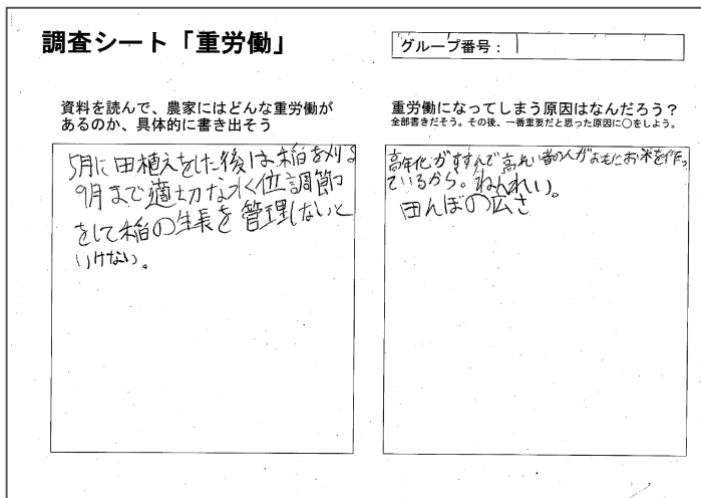 調査シート「重労働」
グループ番号：
資料を読んで、農家にはどんな重労働が
あるのか、具体的に書き出そう
5月に田植えをした後は稲を刈る
9月まで適切な水位調節
をして稲の生長を管理しないと
いけない。
重労働になってしまう原因はなんだろう？
全部書きだそう。その後、一番重要だと思った原因に○をしよう。
高年化がすすんで高れい者の人がおもにお米を作っ
ているから。ねんれい。
田んぼの広さ